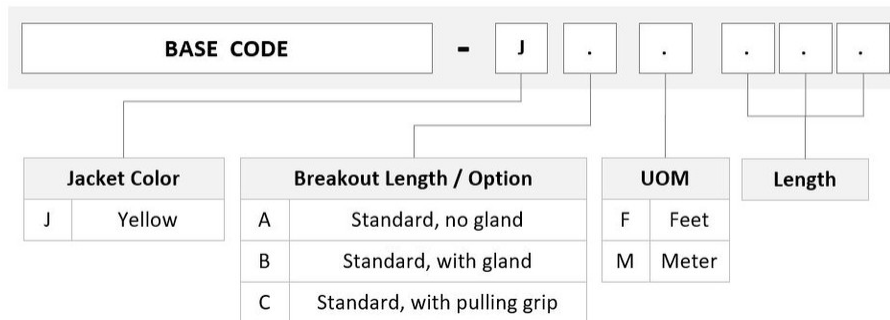 BASE CODE - J . . . . .
Jacket Color
J Yellow
Breakout Length / Option
A Standard, no gland
B Standard, with gland
C Standard, with pulling grip
UOM
F Feet
M Meter
Length